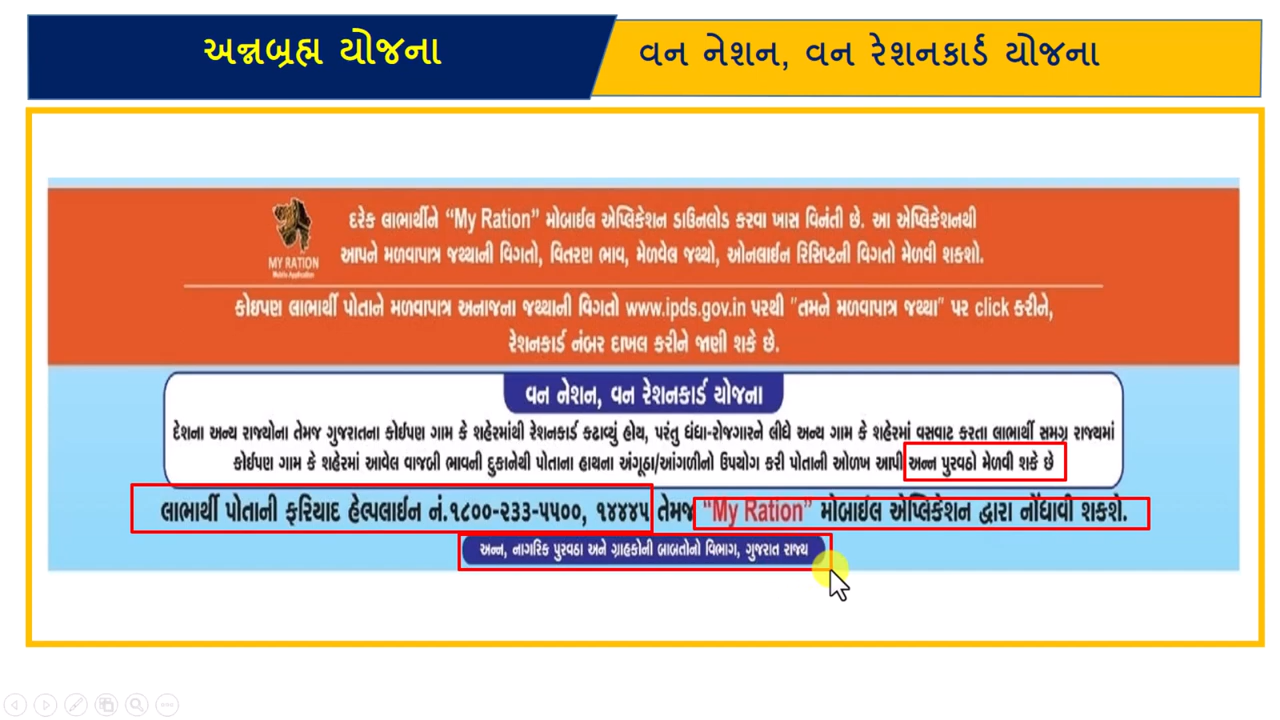 અન્નબ્રહ્મ યોજના
વન નેશન, વન રેશનકાર્ડ યોજના
દરેક લાભાર્થીને “My Ration” મોબાઈલ એપ્લિકેશન ડાઉનલોડ કરવા ખાસ વિનંતી છે. આ એપ્લિકેશનથી
આપને મળવાપાત્ર જથ્થાની વિગતો, વિતરણ ભાવ, મેળવેલ જથ્થો, ઓનલાઈન રિસિપ્ટની વિગતો મેળવી શકશો.
MY RATION
Mobile Application
કોઈપણ લાભાર્થી પોતાને મળવાપાત્ર અનાજના જથ્થાની વિગતો www.ipds.gov.in પરથી "તમને મળવાપાત્ર જથ્થા" પર click કરીને,
રેશનકાર્ડ નંબર દાખલ કરીને જાણી શકે છે.
વન નેશન, વન રેશનકાર્ડ યોજના
દેશના અન્ય રાજ્યોના તેમજ ગુજરાતના કોઈપણ ગામ કે શહેરમાંથી રેશનકાર્ડ કઢાવ્યું હોય, પરંતુ ધંધા-રોજગારને લીધે અન્ય ગામ કે શહેરમાં વસવાટ કરતા લાભાર્થી સમગ્ર રાજ્યમાં
કોઈપણ ગામ કે શહેરમાં આવેલ વાજબી ભાવની દુકાનેથી પોતાના હાથના અંગૂઠા/આંગળીનો ઉપયોગ કરી પોતાની ઓળખ આપી અન્ન પુરવઠો મેળવી શકે છે
લાભાર્થી પોતાની ફરિયાદ હેલ્પલાઈન નં.૧૮૦૦-૨૩૩-૫૫૦૦, ૧૪૪૪૫ તેમજ “My Ration” મોબાઈલ એપ્લિકેશન દ્વારા નોંધાવી શકશે.
અન્ન, નાગરિક પુરવઠા અને ગ્રાહકોની બાબતોનો વિભાગ, ગુજરાત રાજ્ય